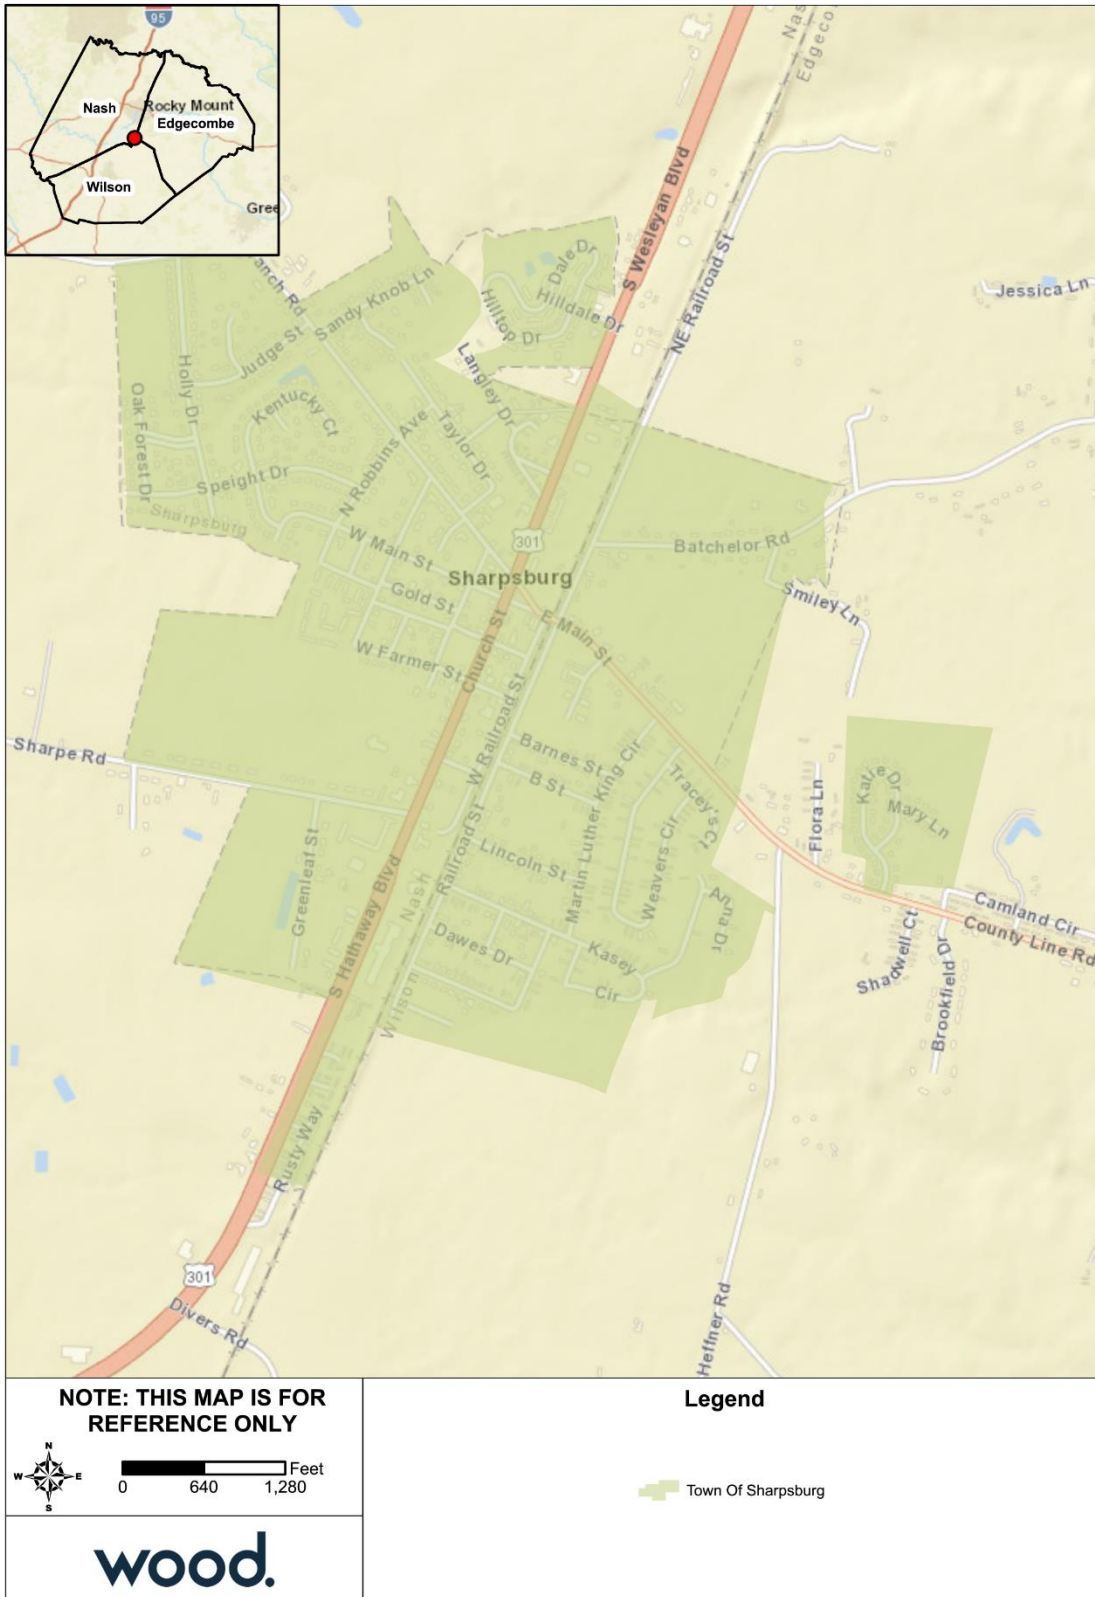 95
Nash
Rocky Mount
Edgecombe
Wilson
Gree
Nas
Edgeco
S Wesleyan Blvd
NE Railroad St
Jessica Ln
anch Rd
Sandy Knob Ln
Judge St
Holly Dr
Oak Forest Dr
Kentucky Ct
Speight Dr
Sharpsburg
N Robbins Ave
Taylor Dr
Langley Dr
Hilltop Dr
Dale Dr
Hilldale Dr
W Main St
301
Batchelor Rd
Sharpsburg
Gold St
Smiley Ln
Church St
E Main St
W Farmer St
W Railroad St
Sharpe Rd
Barnes St
B St
Martin Luther King Cir
Tracey's Ct
Weavers Cir
Flora Ln
Katie Dr
Mary Ln
Railroad St
Lincoln St
Greenleaf St
S Hathaway Blvd
Nash
Wilson
Dawes Dr
Kasey
Cir
Anna Dr
Camland Cir
County Line Rd
Shadwell Ct
Brookfield Dr
Rusty Way
301
Divers Rd
Heffner Rd
NOTE: THIS MAP IS FOR
REFERENCE ONLY
N
W E
S
Feet
0 640 1,280
Legend
Town Of Sharpsburg
wood.